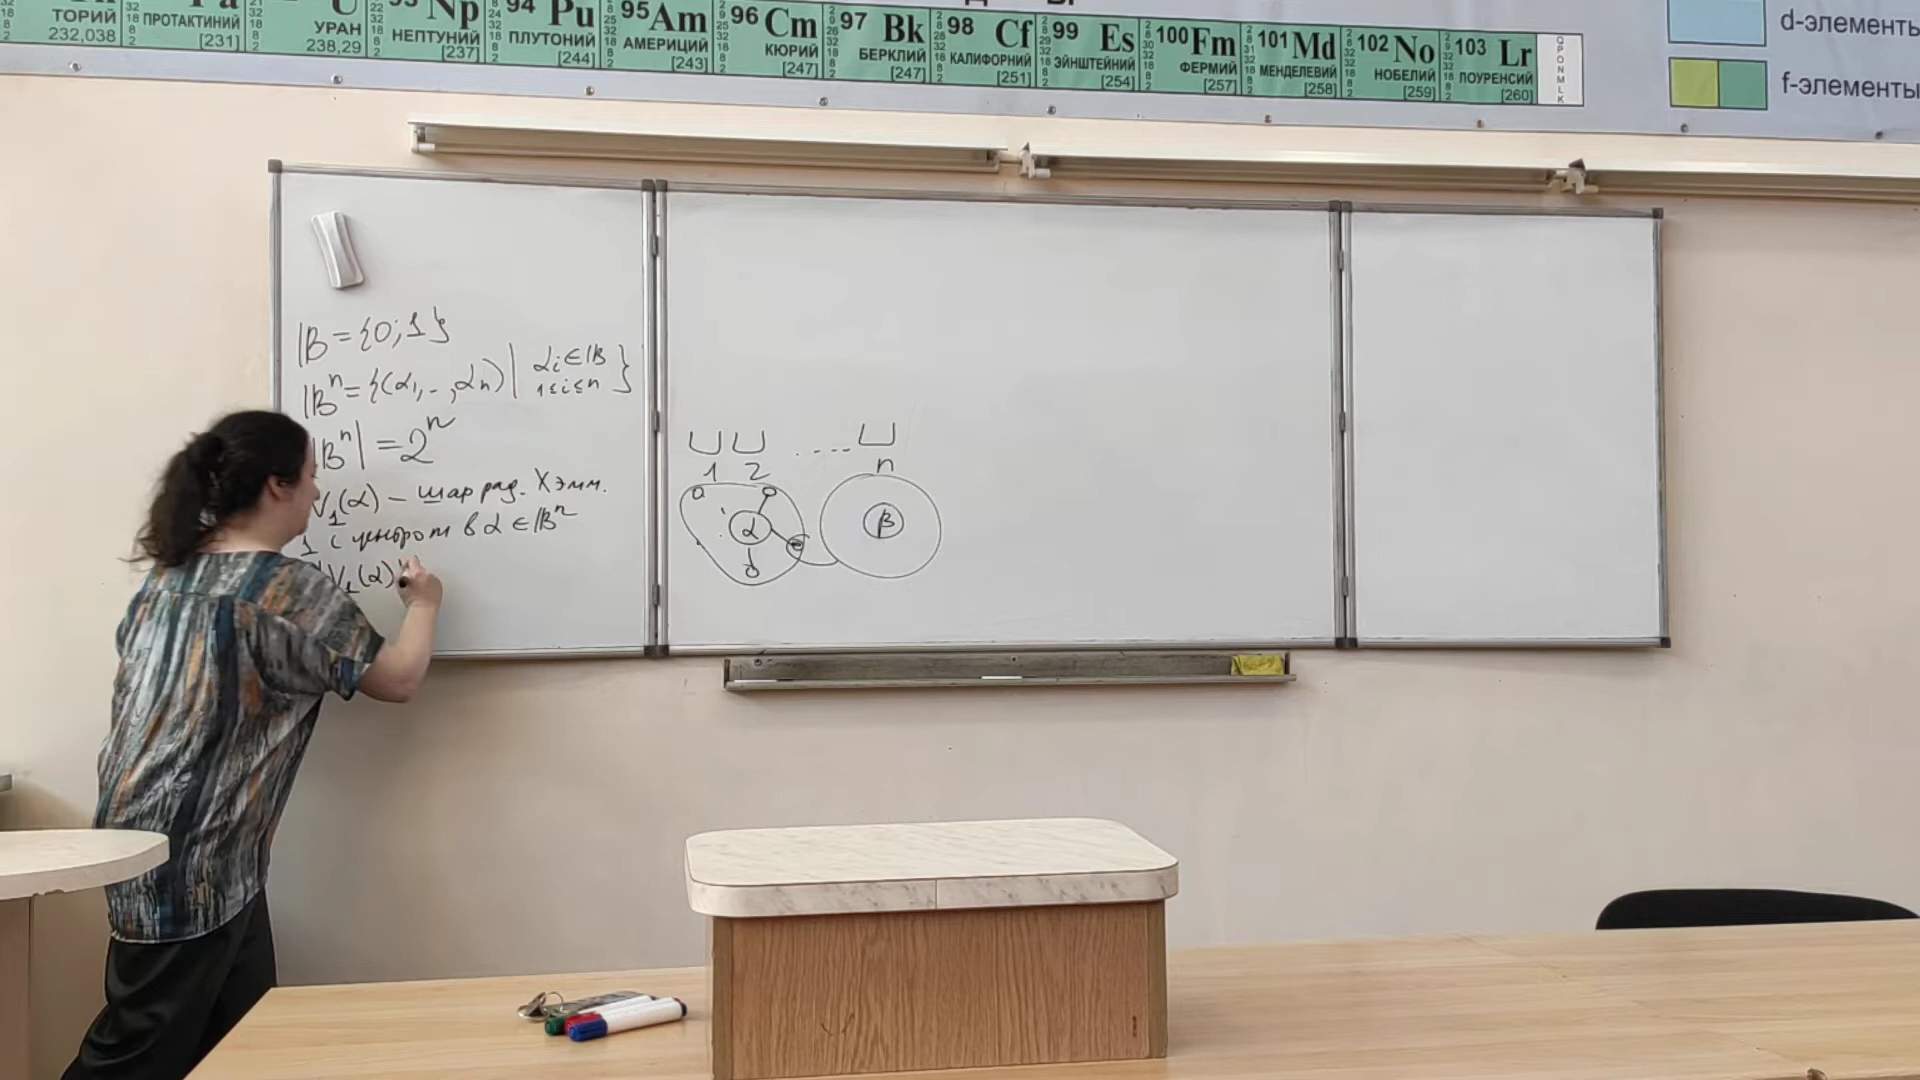 ТОРИЙ 232,038
ПРОТАКТИНИЙ [231]
U УРАН 238,29
93 Np НЕПТУНИЙ [237]
94 Pu ПЛУТОНИЙ [244]
95 Am АМЕРИЦИЙ [243]
96 Cm КЮРИЙ [247]
97 Bk БЕРКЛИЙ [247]
98 Cf КАЛИФОРНИЙ [251]
99 Es ЭЙНШТЕЙНИЙ [254]
100 Fm ФЕРМИЙ [257]
101 Md МЕНДЕЛЕВИЙ [258]
102 No НОБЕЛИЙ [259]
103 Lr ЛОУРЕНСИЙ [260]
Q P O N M L K
d-элементы
f-элементы
B = {0; 1}
Bⁿ = {(α₁, .., αn) | αi ∈ B 1≤i≤n}
|Bⁿ| = 2ⁿ
V₁(α) – шар рад. Хэмм.
1 с центром в α ∈ Bⁿ
V₁(α)
1 2 .... n
α
β